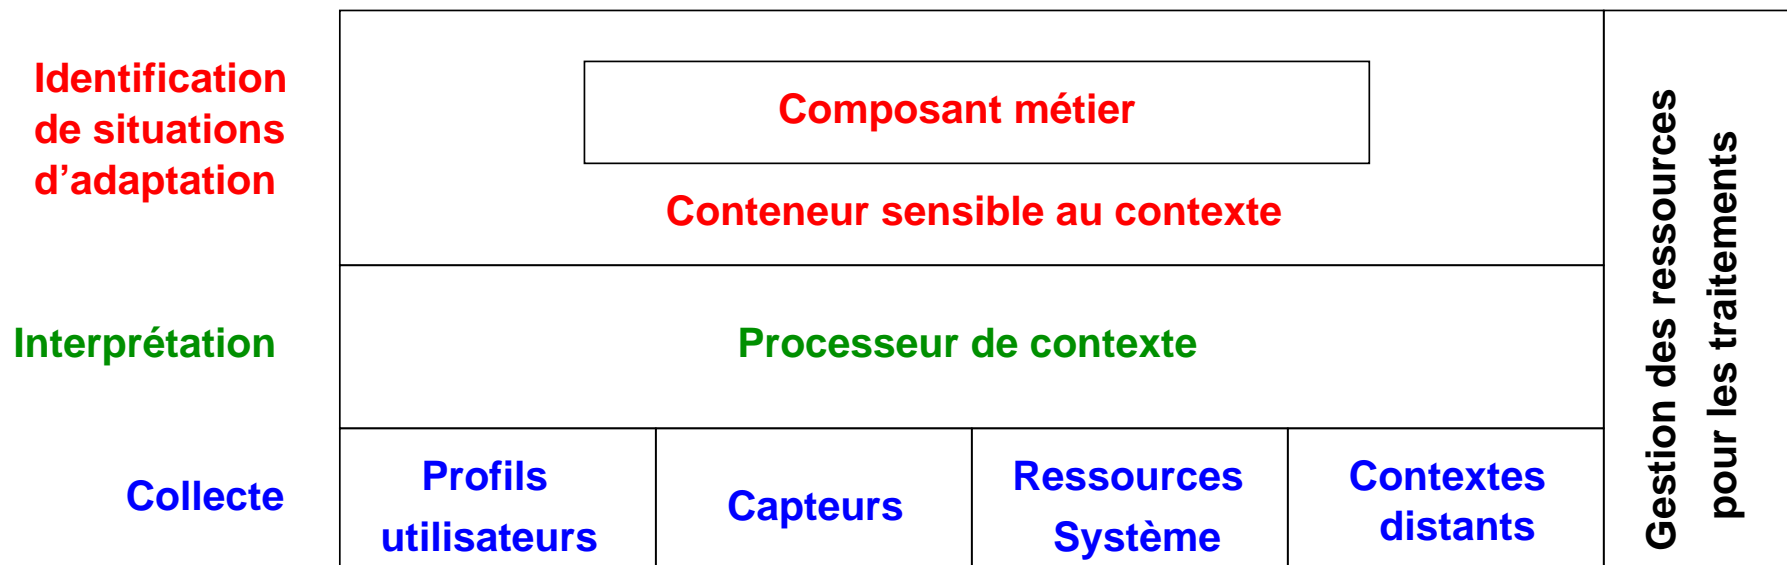 Identification
de situations
d’adaptation
Composant métier
Conteneur sensible au contexte
Interprétation
Processeur de contexte
Collecte
Profils
utilisateurs
Capteurs
Ressources
Système
Contextes
distants
Gestion des ressources
pour les traitements